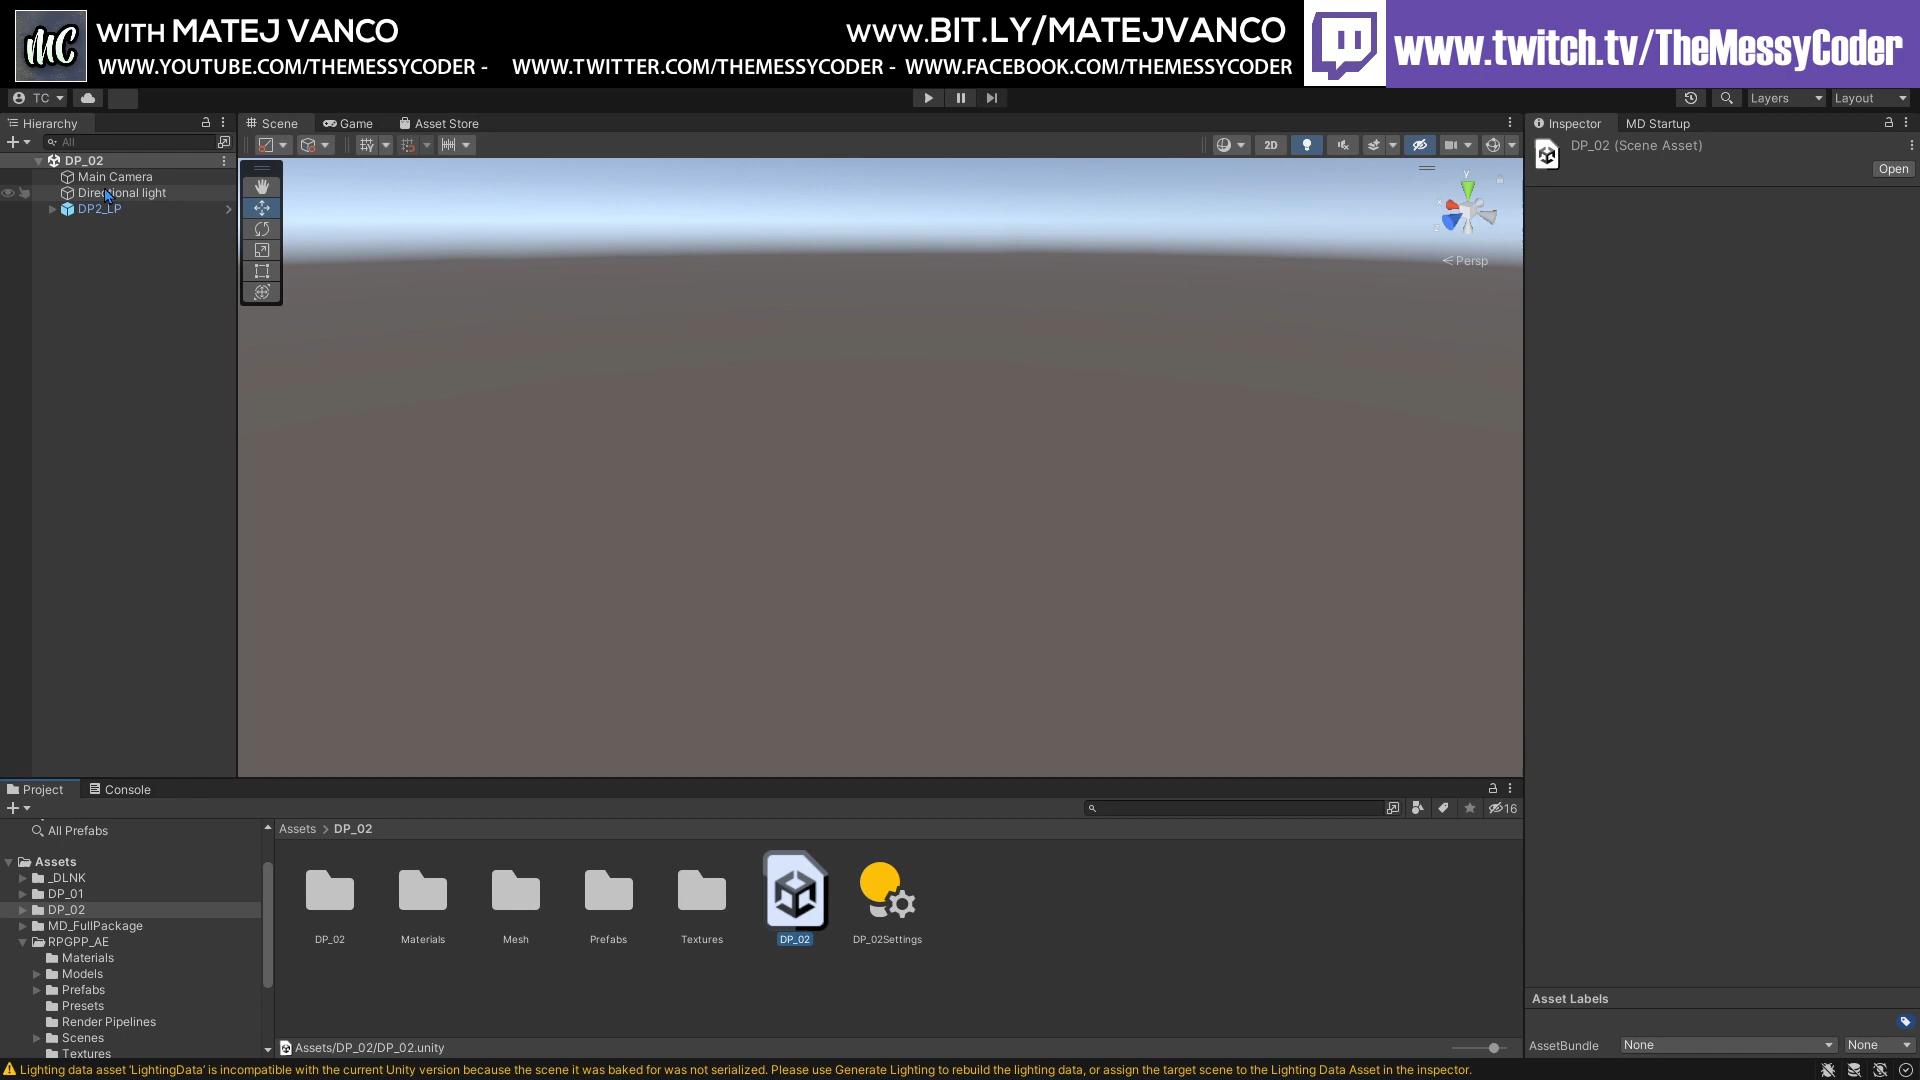 MC WITH MATEJ VANCO
WWW.BIT.LY/MATEJVANCO
WWW.YOUTUBE.COM/THEMESSYCODER - WWW.TWITTER.COM/THEMESSYCODER - WWW.FACEBOOK.COM/THEMESSYCODER
www.twitch.tv/TheMessyCoder
TC
Layers
Layout
Hierarchy
Scene
Game
Asset Store
Inspector
MD Startup
All
2D
DP_02 (Scene Asset)
Open
DP_02
Main Camera
Directional light
DP2_LP
y
x
z
Persp
Project
Console
16
All Prefabs
Assets > DP_02
Assets
_DLNK
DP_01
DP_02
MD_FullPackage
RPGPP_AE
Materials
Models
Prefabs
Presets
Render Pipelines
Scenes
Textures
DP_02
Materials
Mesh
Prefabs
Textures
DP_02
DP_02Settings
Assets/DP_02/DP_02.unity
Asset Labels
AssetBundle
None
None
Lighting data asset 'LightingData' is incompatible with the current Unity version because the scene it was baked for was not serialized. Please use Generate Lighting to rebuild the lighting data, or assign the target scene to the Lighting Data Asset in the inspector.